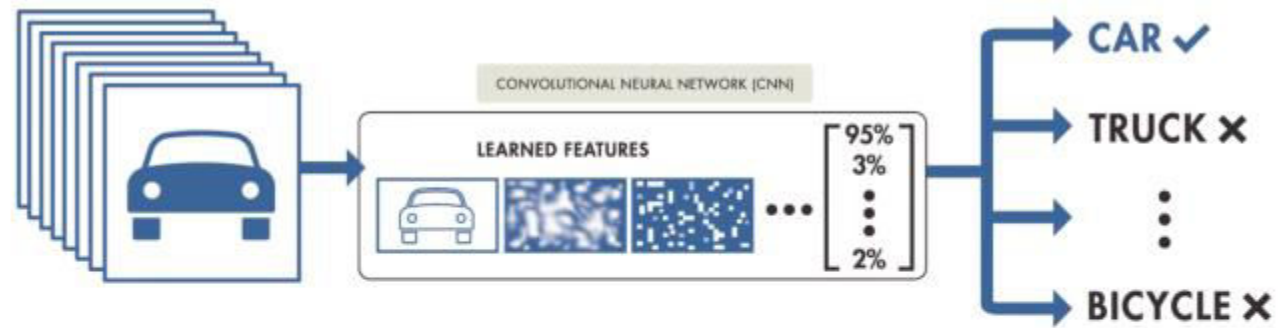 CONVOLUTIONAL NEURAL NETWORK (CNN)
LEARNED FEATURES
95%
3%
2%
CAR ✓
TRUCK ✕
BICYCLE ✕